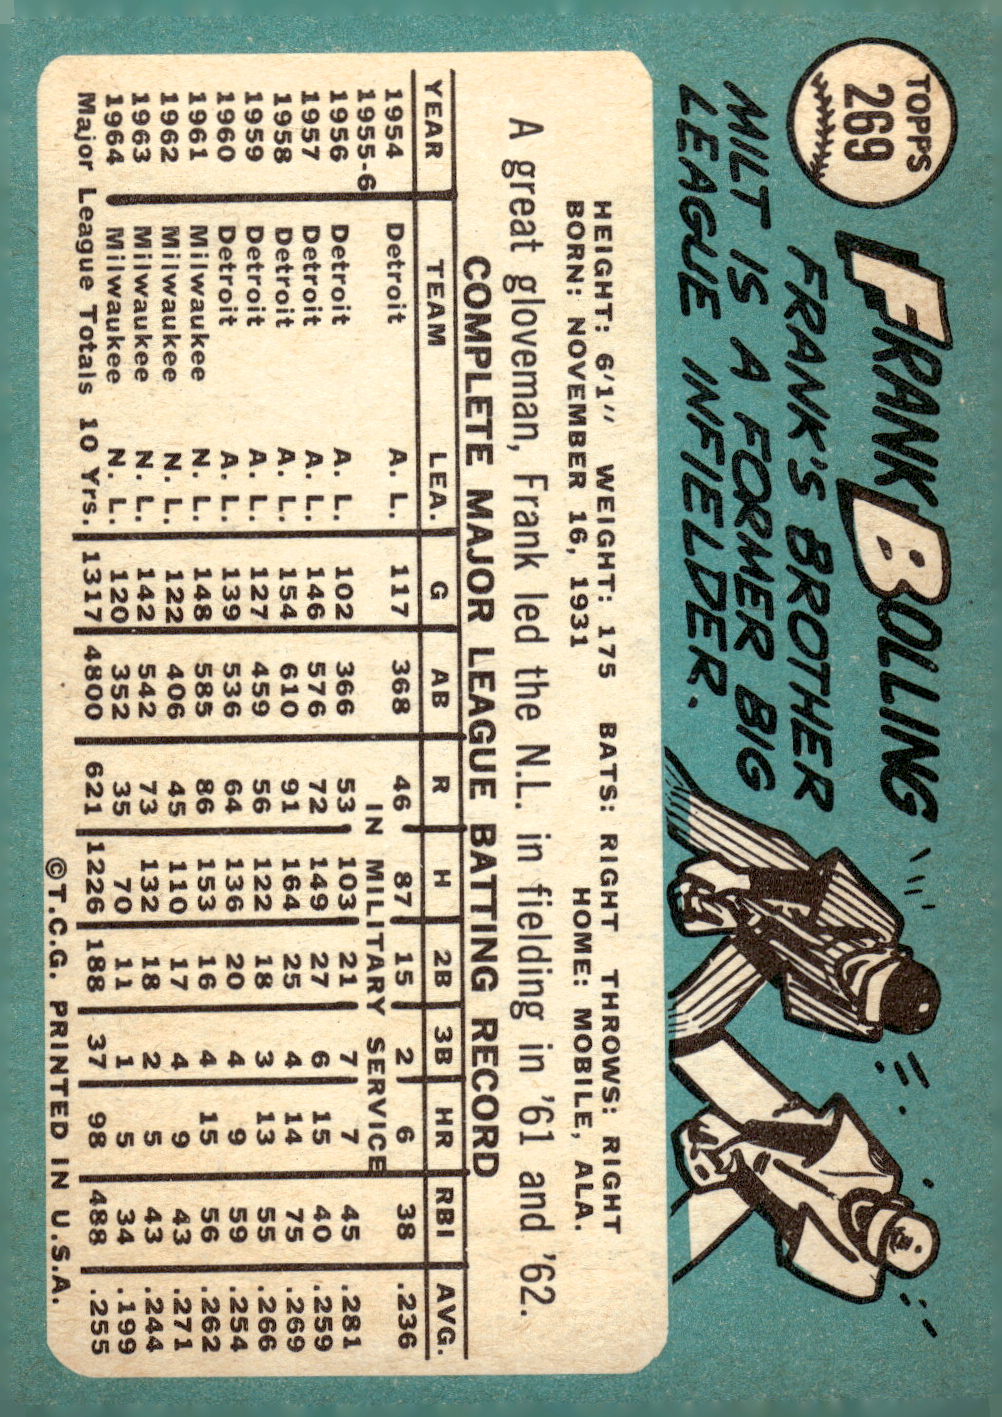 TOPPS
269
FRANK BOLLING
FRANK'S BROTHER
MILT IS A FORMER BIG
LEAGUE INFIELDER.
HEIGHT: 6'1" WEIGHT: 175 BATS: RIGHT THROWS: RIGHT
BORN: NOVEMBER 16, 1931 HOME: MOBILE, ALA.
A great gloveman, Frank led the N.L. in fielding in '61 and '62.
COMPLETE MAJOR LEAGUE BATTING RECORD
YEAR TEAM LEA. G AB R H 2B 3B HR RBI AVG.
1954 Detroit A. L. 117 368 46 87 15 2 6 38 .236
1955-6 IN MILITARY SERVICE
1956 Detroit A. L. 102 366 53 103 21 7 7 45 .281
1957 Detroit A. L. 146 576 72 149 27 6 15 40 .259
1958 Detroit A. L. 154 610 91 164 25 4 14 75 .269
1959 Detroit A. L. 127 459 56 122 18 3 13 55 .266
1960 Detroit A. L. 139 536 64 136 20 4 9 59 .254
1961 Milwaukee N. L. 148 585 86 153 16 4 15 56 .262
1962 Milwaukee N. L. 122 406 45 110 17 4 9 43 .271
1963 Milwaukee N. L. 142 542 73 132 18 2 5 43 .244
1964 Milwaukee N. L. 120 352 35 70 11 1 5 34 .199
Major League Totals 10 Yrs. 1317 4800 621 1226 188 37 98 488 .255
©T.C.G. PRINTED IN U.S.A.